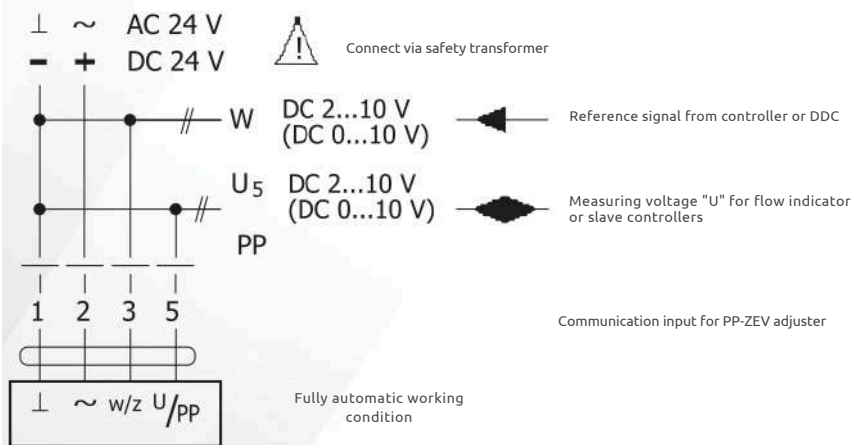 ⊥ ~ AC 24 V
- + DC 24 V
Connect via safety transformer
W DC 2...10 V
(DC 0...10 V)
Reference signal from controller or DDC
U5 DC 2...10 V
(DC 0...10 V)
Measuring voltage "U" for flow indicator
or slave controllers
PP
1 2 3 5
Communication input for PP-ZEV adjuster
⊥ ~ w/z U/PP
Fully automatic working
condition